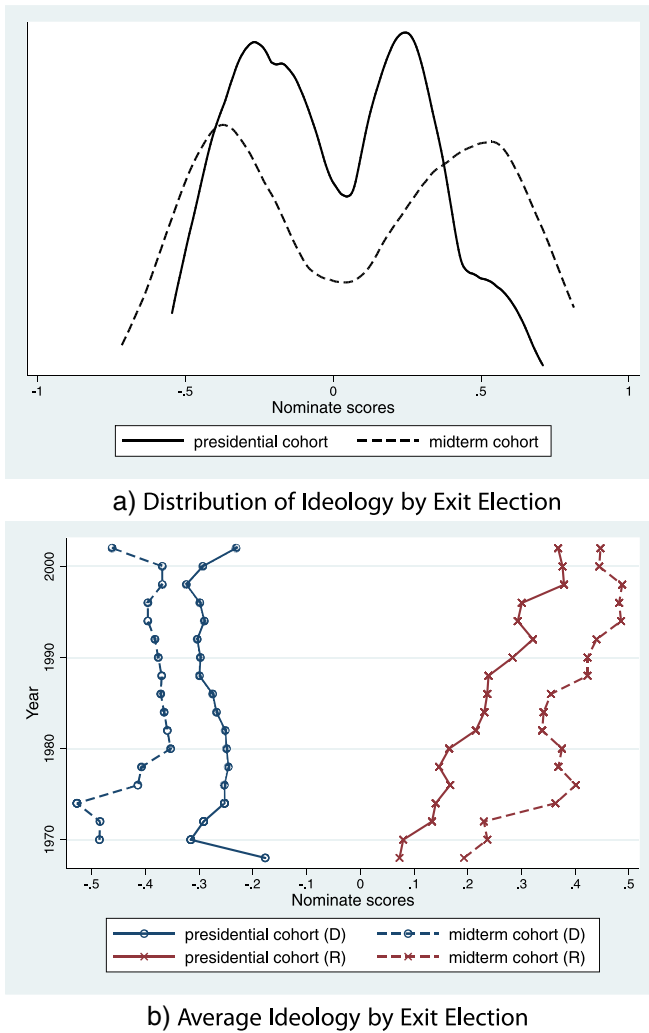 -1 -.5 0 .5 1
Nominate scores
presidential cohort midterm cohort
a) Distribution of Ideology by Exit Election
2000
1990
Year
1980
1970
-.5 -.4 -.3 -.2 0 .1 .2 .3 .4 .5
Nominate scores
presidential cohort (D) midterm cohort (D)
presidential cohort (R) midterm cohort (R)
b) Average Ideology by Exit Election